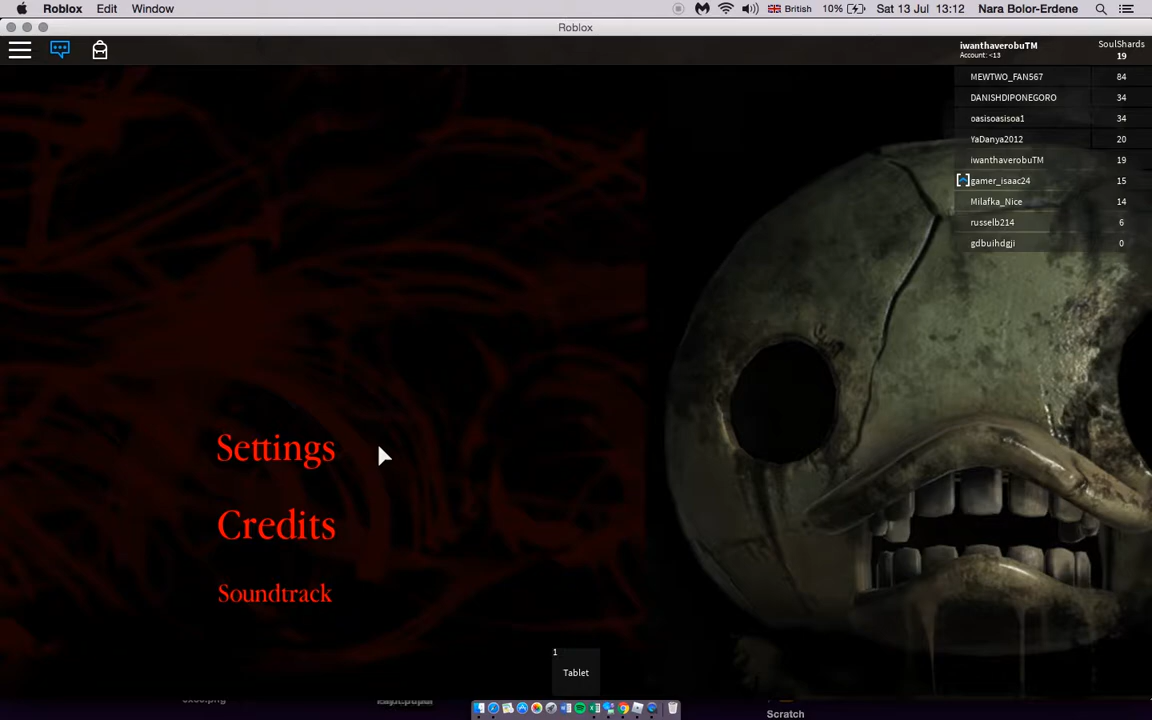 Roblox Edit Window British 10% Sat 13 Jul 13:12 Nara Bolor-Erdene
Roblox
iwanthaverobuTM SoulShards
Account: <13 19
MEWTWO_FAN567 84
DANISHDIPONEGORO 34
oasisoasisoa1 34
YaDanya2012 20
iwanthaverobuTM 19
gamer_isaac24 15
Milafka_Nice 14
russelb214 6
gdbuihdgji 0
Settings
Credits
Soundtrack
1
Tablet
Scratch